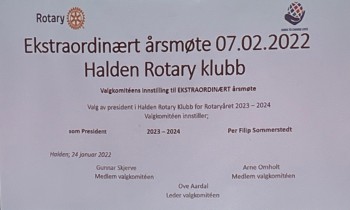 Rotary
Ekstraordinært årsmøte 07.02.2022
Halden Rotary klubb
Valgkomitéens innstilling til EKSTRAORDINÆRT årsmøte
Valg av president i Halden Rotary Klubb for Rotaryåret 2023 – 2024
Valgkomitéen innstiller;
som President 2023 – 2024 Per Filip Sommerstedt
Halden, 24 januar 2022
Gunnar Skjerve Arne Omholt
Medlem valgkomitéen Medlem valgkomitéen
Ove Aardal
Leder valgkomitéen